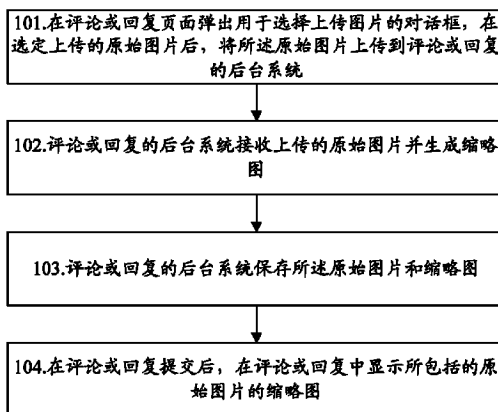 101.在评论或回复页面弹出用于选择上传图片的对话框，在
选定上传的原始图片后，将所述原始图片上传到评论或回复
的后台系统
102.评论或回复的后台系统接收上传的原始图片并生成缩略
图
103.评论或回复的后台系统保存所述原始图片和缩略图
104.在评论或回复提交后，在评论或回复中显示所包括的原
始图片的缩略图